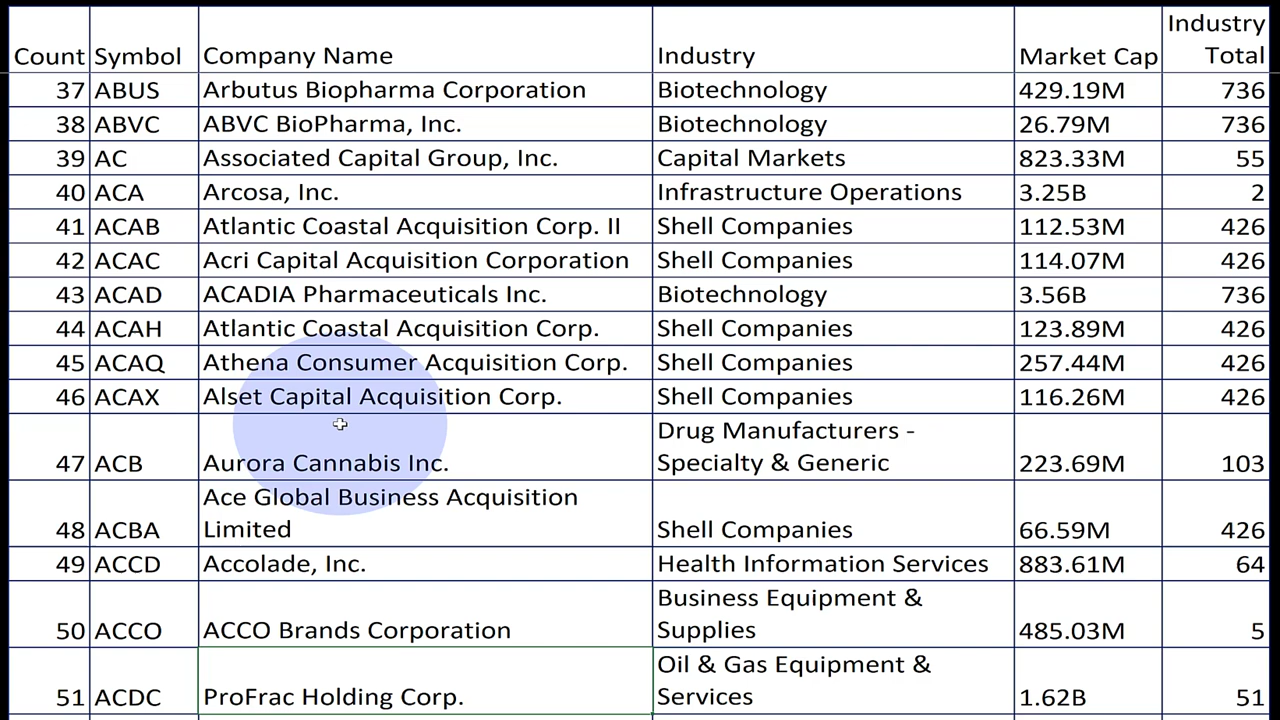 Count Symbol Company Name Industry Market Cap Industry Total
37 ABUS Arbutus Biopharma Corporation Biotechnology 429.19M 736
38 ABVC ABVC BioPharma, Inc. Biotechnology 26.79M 736
39 AC Associated Capital Group, Inc. Capital Markets 823.33M 55
40 ACA Arcosa, Inc. Infrastructure Operations 3.25B 2
41 ACAB Atlantic Coastal Acquisition Corp. II Shell Companies 112.53M 426
42 ACAC Acri Capital Acquisition Corporation Shell Companies 114.07M 426
43 ACAD ACADIA Pharmaceuticals Inc. Biotechnology 3.56B 736
44 ACAH Atlantic Coastal Acquisition Corp. Shell Companies 123.89M 426
45 ACAQ Athena Consumer Acquisition Corp. Shell Companies 257.44M 426
46 ACAX Alset Capital Acquisition Corp. Shell Companies 116.26M 426
47 ACB Aurora Cannabis Inc. Drug Manufacturers - Specialty & Generic 223.69M 103
48 ACBA Ace Global Business Acquisition Limited Shell Companies 66.59M 426
49 ACCD Accolade, Inc. Health Information Services 883.61M 64
50 ACCO ACCO Brands Corporation Business Equipment & Supplies 485.03M 5
51 ACDC ProFrac Holding Corp. Oil & Gas Equipment & Services 1.62B 51